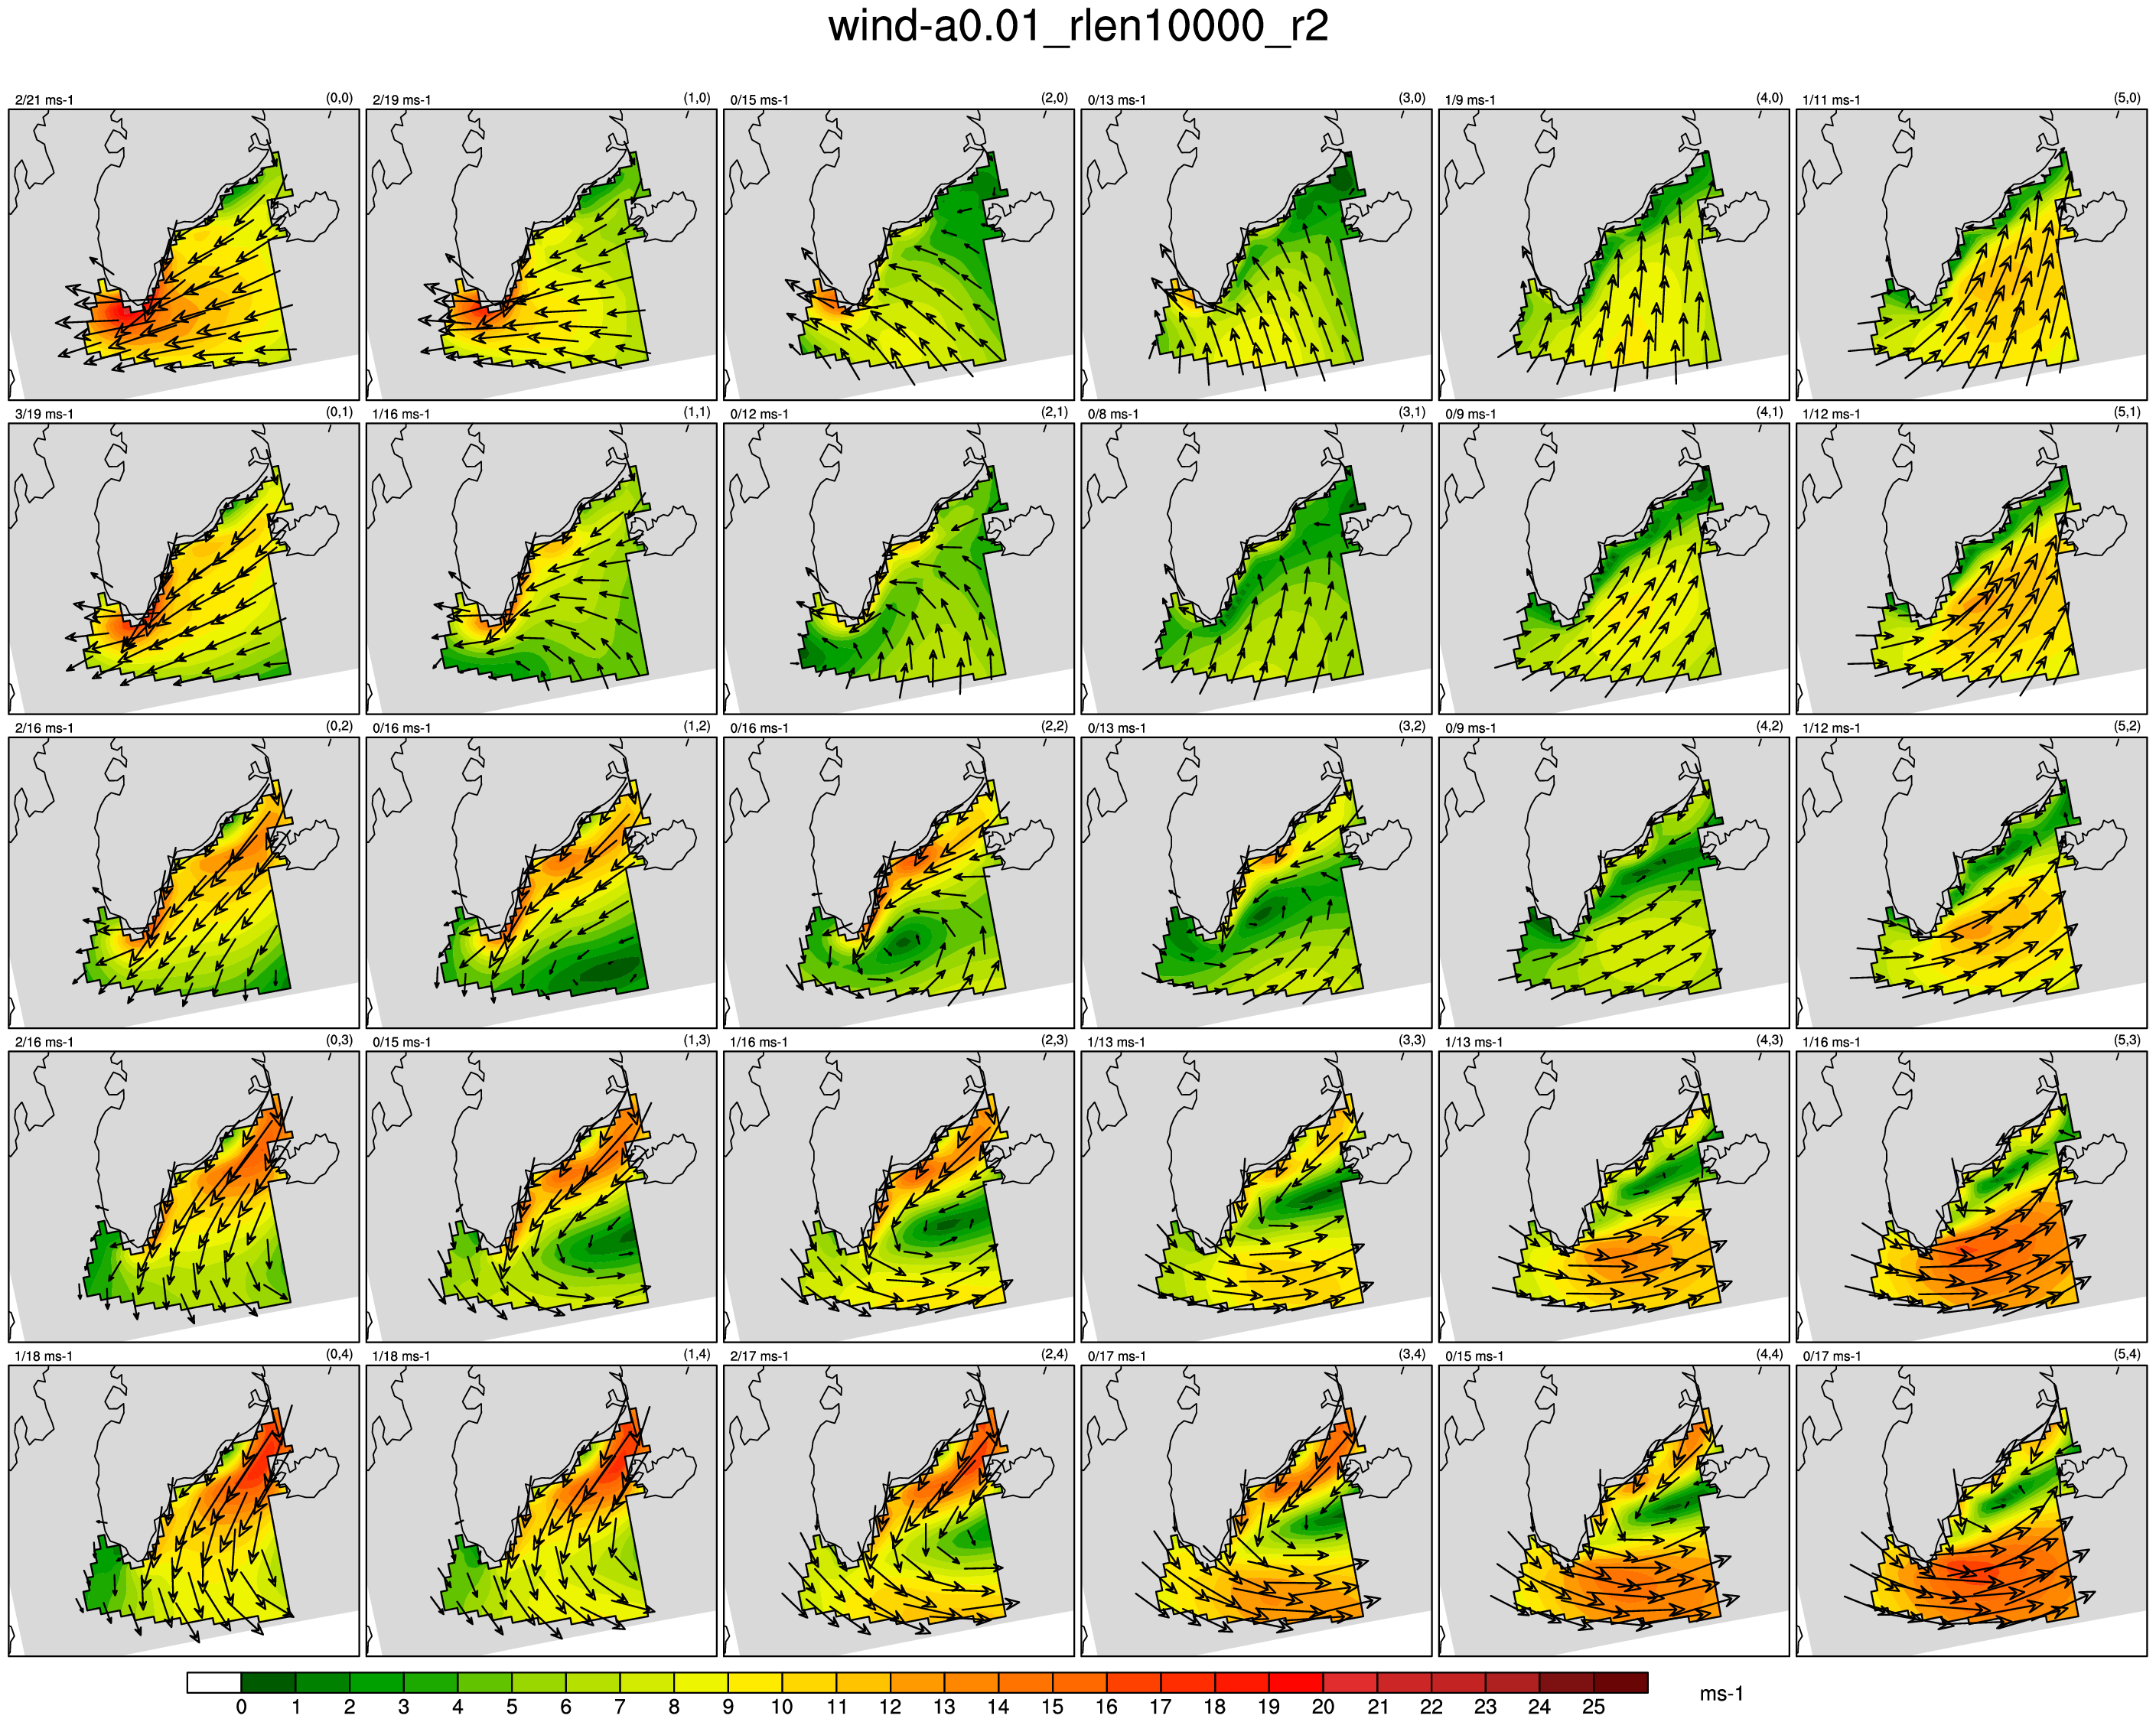 wind-a0.01_rlen10000_r2
2/21 ms-1 (0,0) 2/19 ms-1 (1,0) 0/15 ms-1 (2,0) 0/13 ms-1 (3,0) 1/9 ms-1 (4,0) 1/11 ms-1 (5,0)
3/19 ms-1 (0,1) 1/16 ms-1 (1,1) 0/12 ms-1 (2,1) 0/8 ms-1 (3,1) 0/9 ms-1 (4,1) 1/12 ms-1 (5,1)
2/16 ms-1 (0,2) 0/16 ms-1 (1,2) 0/16 ms-1 (2,2) 0/13 ms-1 (3,2) 0/9 ms-1 (4,2) 1/12 ms-1 (5,2)
2/16 ms-1 (0,3) 0/15 ms-1 (1,3) 1/16 ms-1 (2,3) 1/13 ms-1 (3,3) 1/13 ms-1 (4,3) 1/16 ms-1 (5,3)
1/18 ms-1 (0,4) 1/18 ms-1 (1,4) 2/17 ms-1 (2,4) 0/17 ms-1 (3,4) 0/15 ms-1 (4,4) 0/17 ms-1 (5,4)
0 1 2 3 4 5 6 7 8 9 10 11 12 13 14 15 16 17 18 19 20 21 22 23 24 25 ms-1